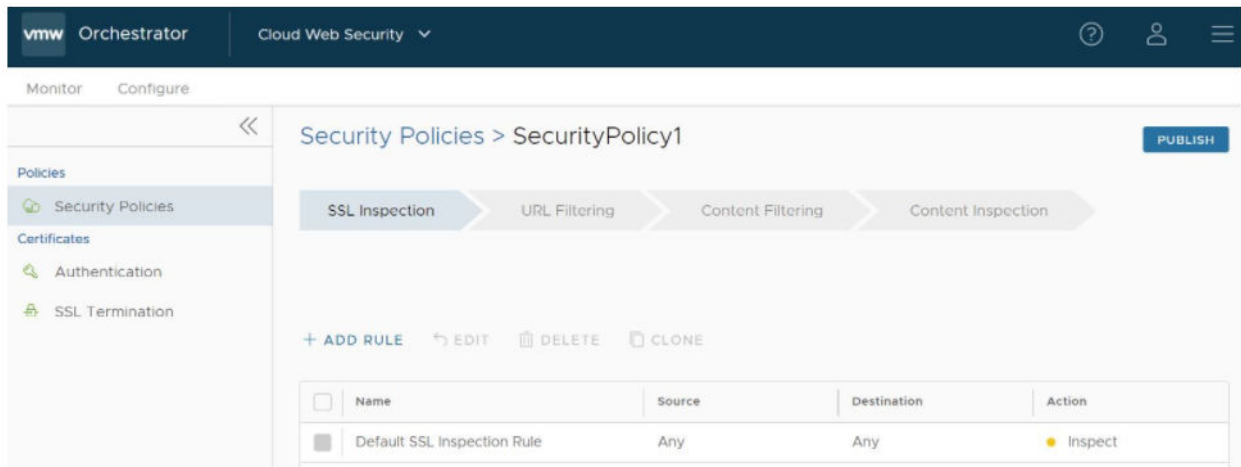 vmw Orchestrator Cloud Web Security
Monitor Configure
Security Policies > SecurityPolicy1 PUBLISH
Policies
Security Policies
Certificates
Authentication
SSL Termination
SSL Inspection URL Filtering Content Filtering Content Inspection
+ ADD RULE EDIT DELETE CLONE
Name Source Destination Action
Default SSL Inspection Rule Any Any Inspect